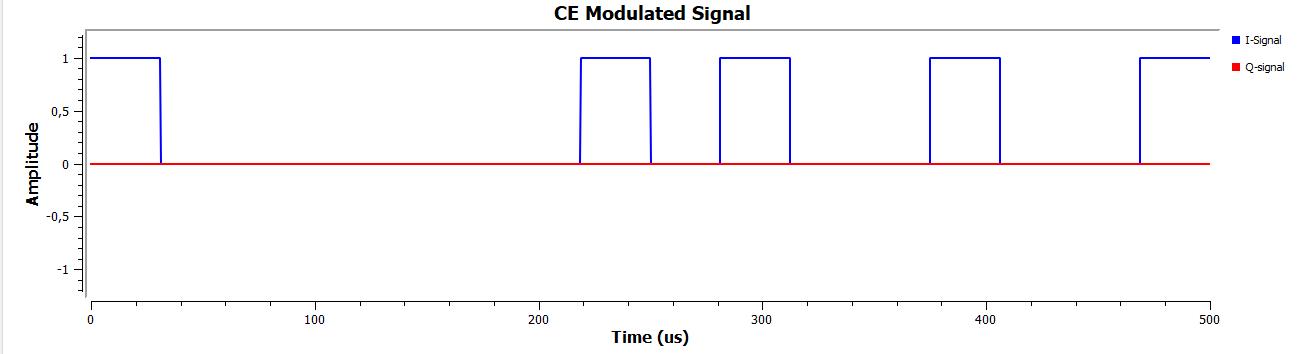 CE Modulated Signal
I-Signal
Q-signal
1
0,5
0
-0,5
-1
Amplitude
0 100 200 300 400 500
Time (us)